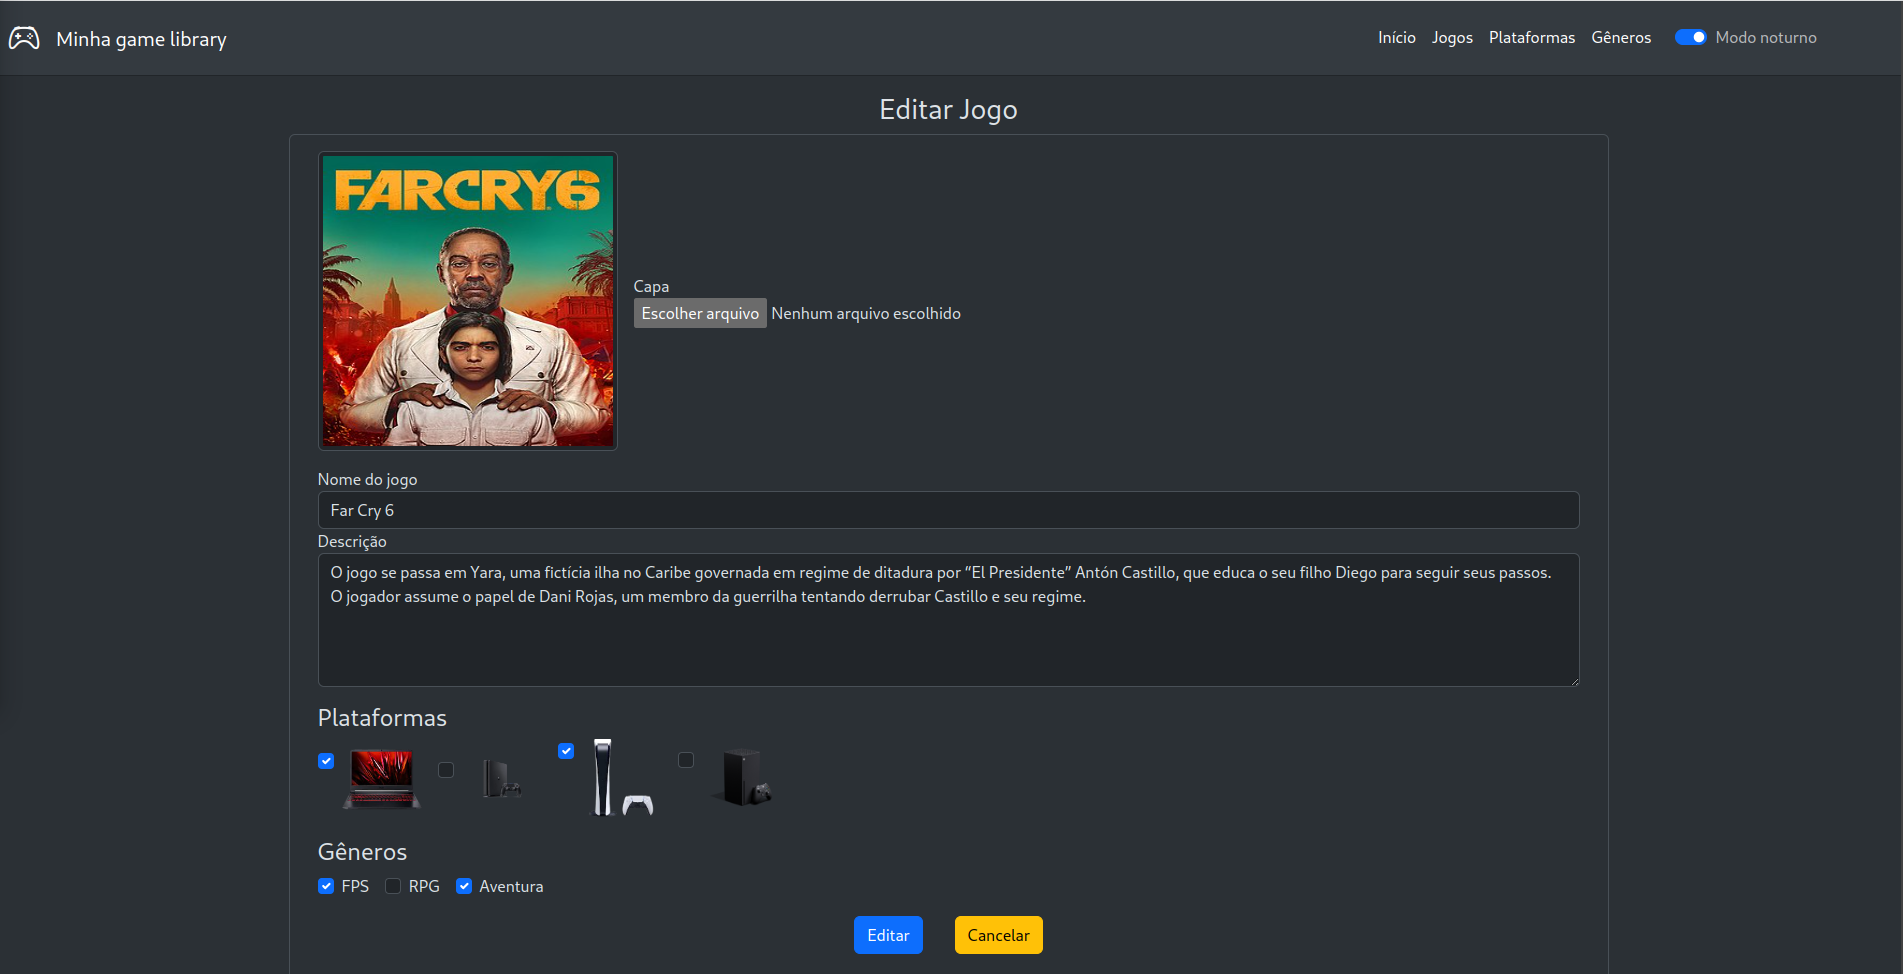 Minha game library
Início Jogos Plataformas Gêneros Modo noturno
Editar Jogo
FARCRY6
Capa
Escolher arquivo Nenhum arquivo escolhido
Nome do jogo
Far Cry 6
Descrição
O jogo se passa em Yara, uma fictícia ilha no Caribe governada em regime de ditadura por “El Presidente” Antón Castillo, que educa o seu filho Diego para seguir seus passos.
O jogador assume o papel de Dani Rojas, um membro da guerrilha tentando derrubar Castillo e seu regime.
Plataformas
Gêneros
FPS RPG Aventura
Editar Cancelar